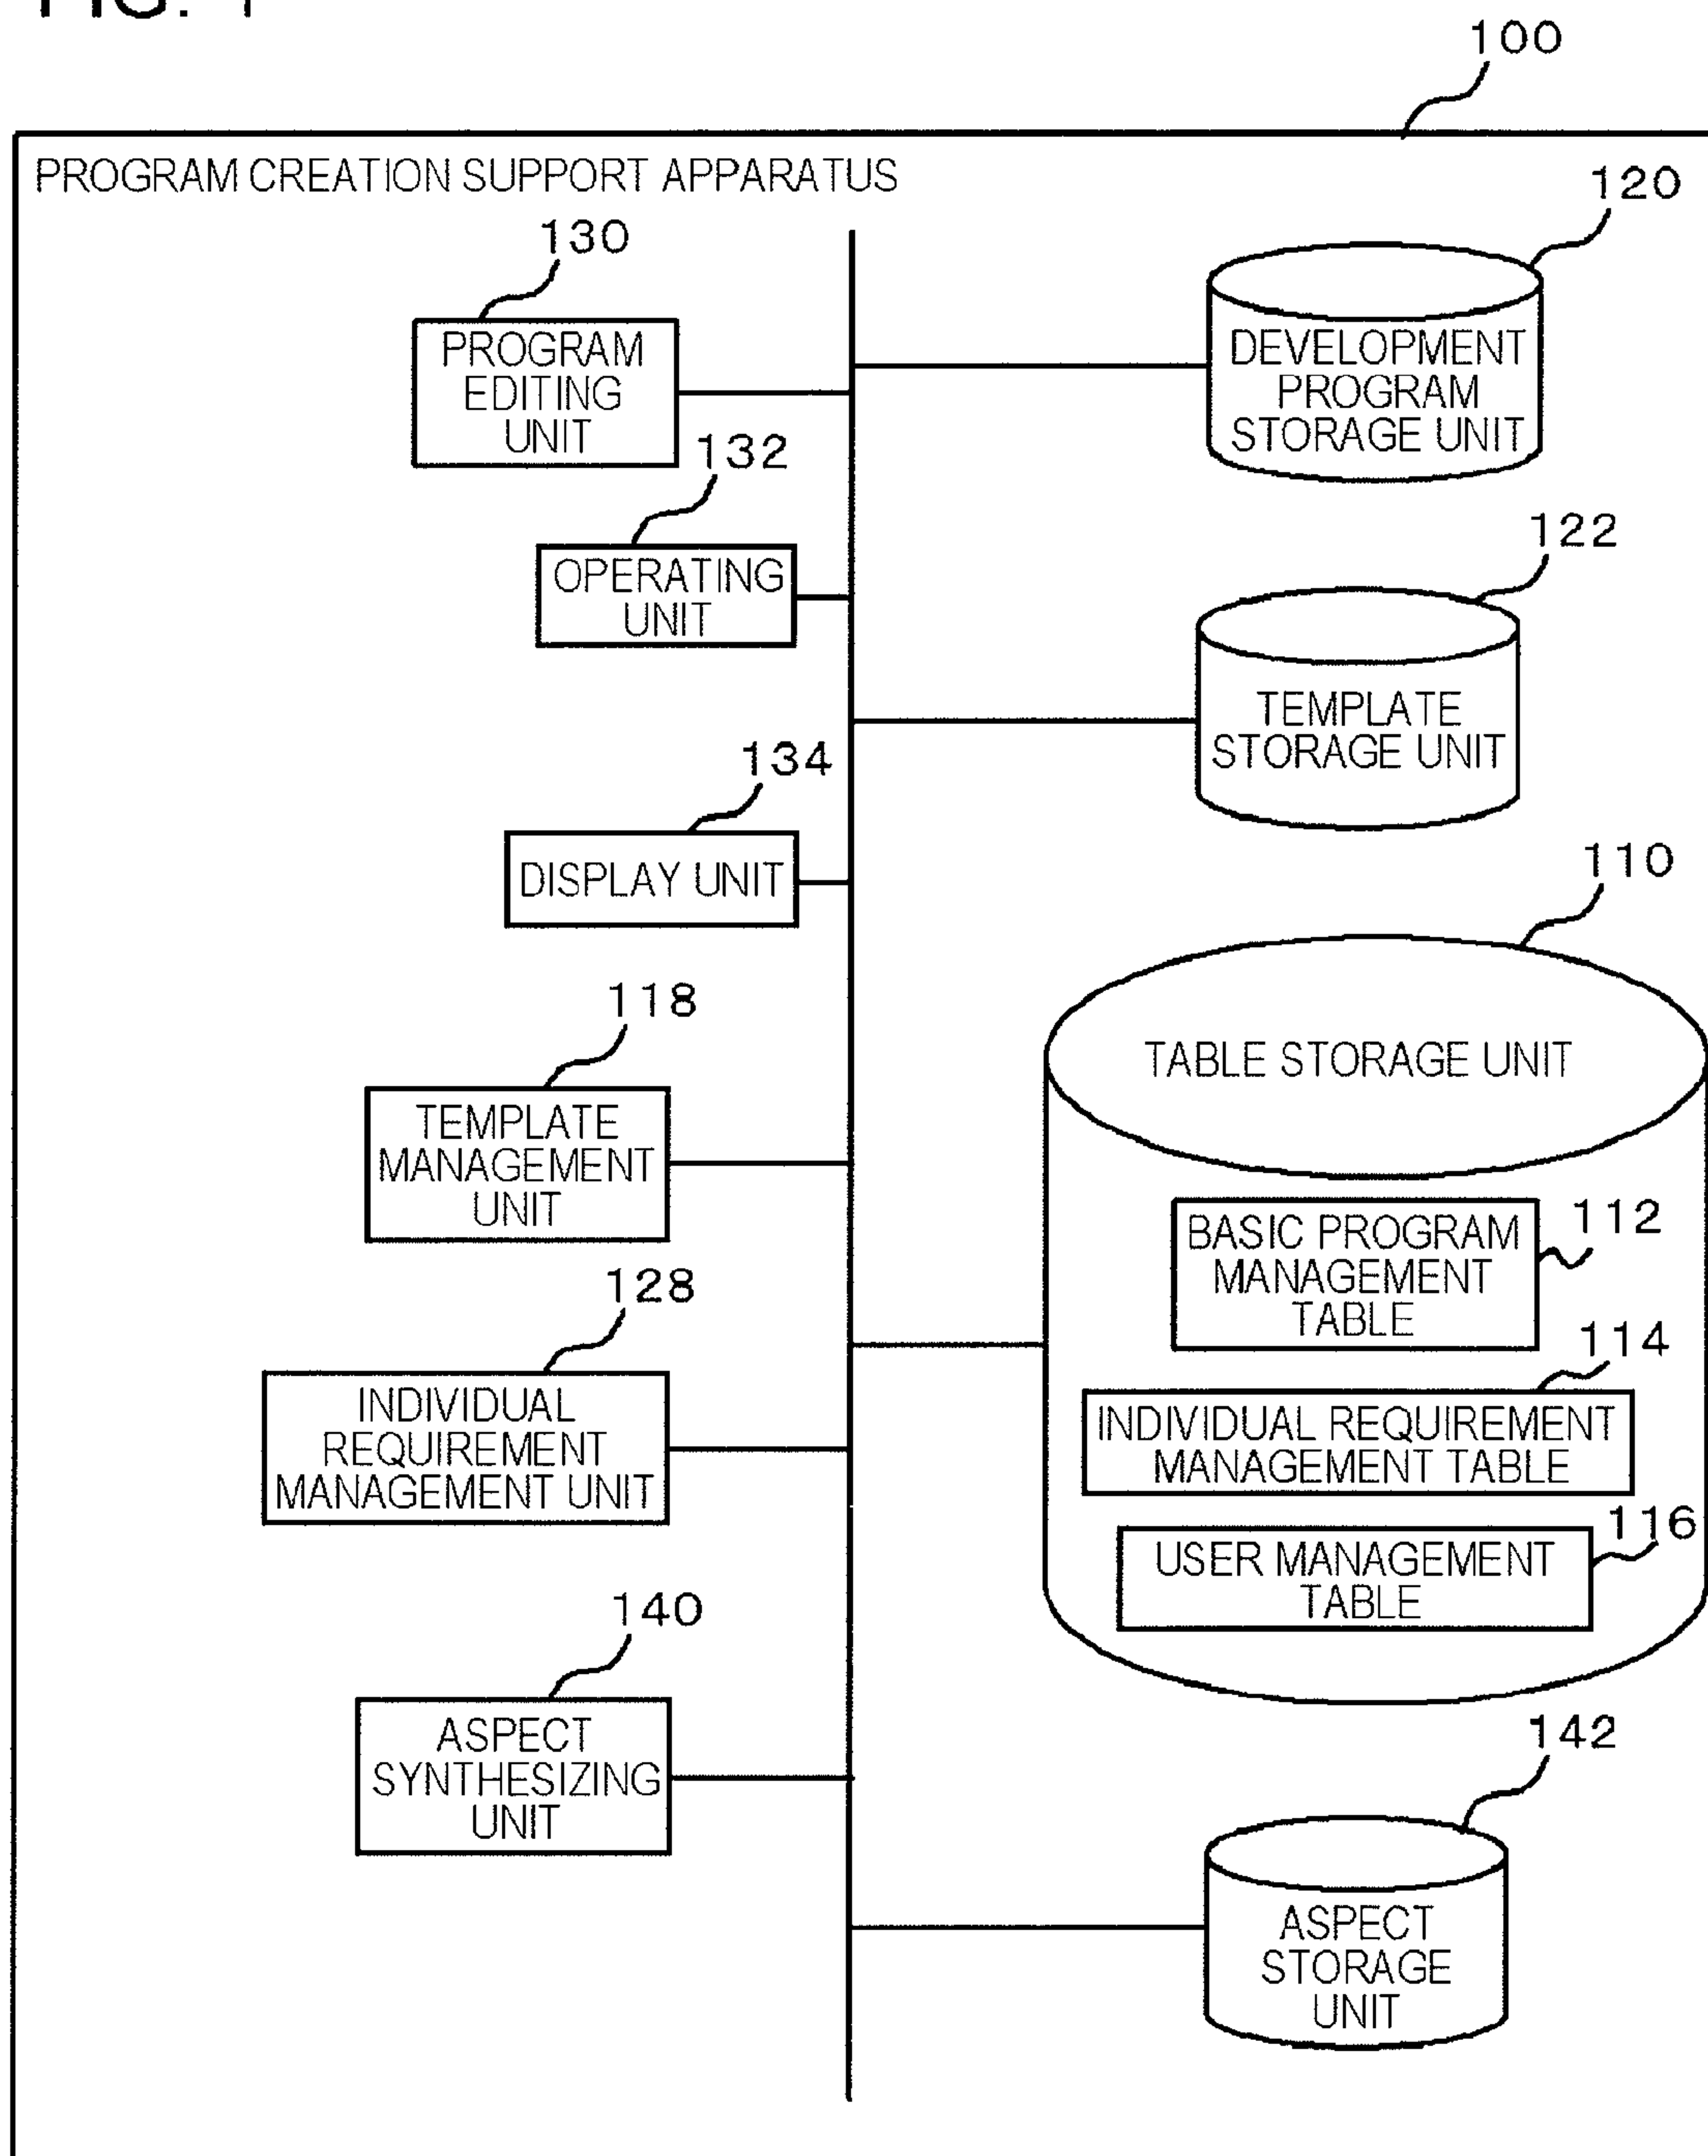 FIG. 1
100
PROGRAM CREATION SUPPORT APPARATUS
120
130
PROGRAM
EDITING
UNIT
DEVELOPMENT
PROGRAM
STORAGE UNIT
132
OPERATING
UNIT
122
TEMPLATE
STORAGE UNIT
134
DISPLAY UNIT
110
TABLE STORAGE UNIT
118
TEMPLATE
MANAGEMENT
UNIT
BASIC PROGRAM
MANAGEMENT
TABLE
112
128
INDIVIDUAL
REQUIREMENT
MANAGEMENT UNIT
114
INDIVIDUAL REQUIREMENT
MANAGEMENT TABLE
116
USER MANAGEMENT
TABLE
140
ASPECT
SYNTHESIZING
UNIT
142
ASPECT
STORAGE
UNIT